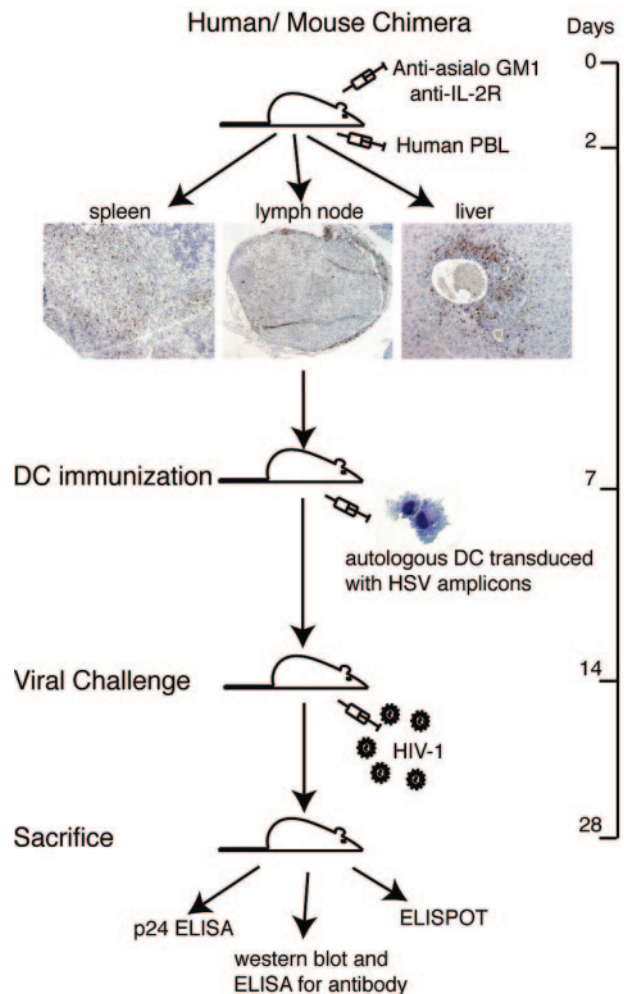 Human/ Mouse Chimera
Days
Anti-asialo GM1
anti-IL-2R
0
Human PBL
2
spleen
lymph node
liver
DC immunization
7
autologous DC transduced
with HSV amplicons
Viral Challenge
14
HIV-1
Sacrifice
28
p24 ELISA
ELISPOT
western blot and
ELISA for antibody